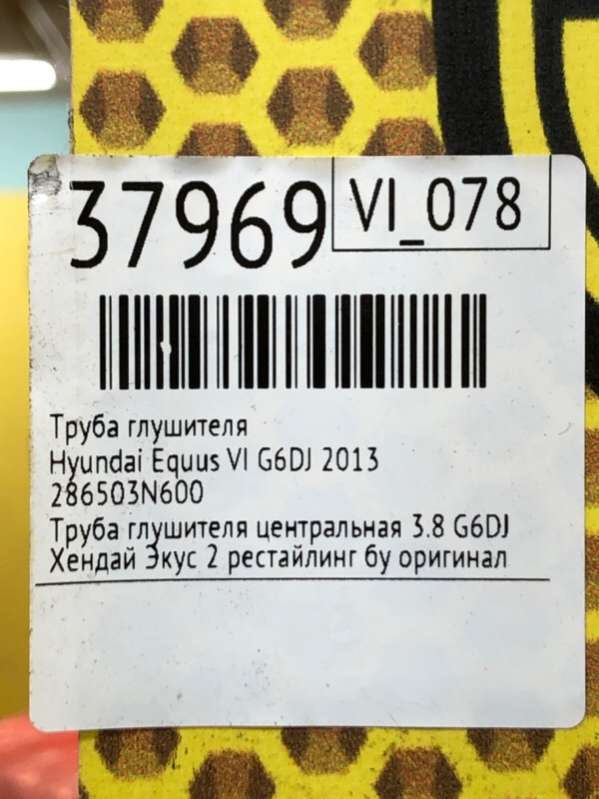 37969 VI_078
Труба глушителя
Hyundai Equus VI G6DJ 2013
286503N600
Труба глушителя центральная 3.8 G6DJ
Хендай Экус 2 рестайлинг бу оригинал